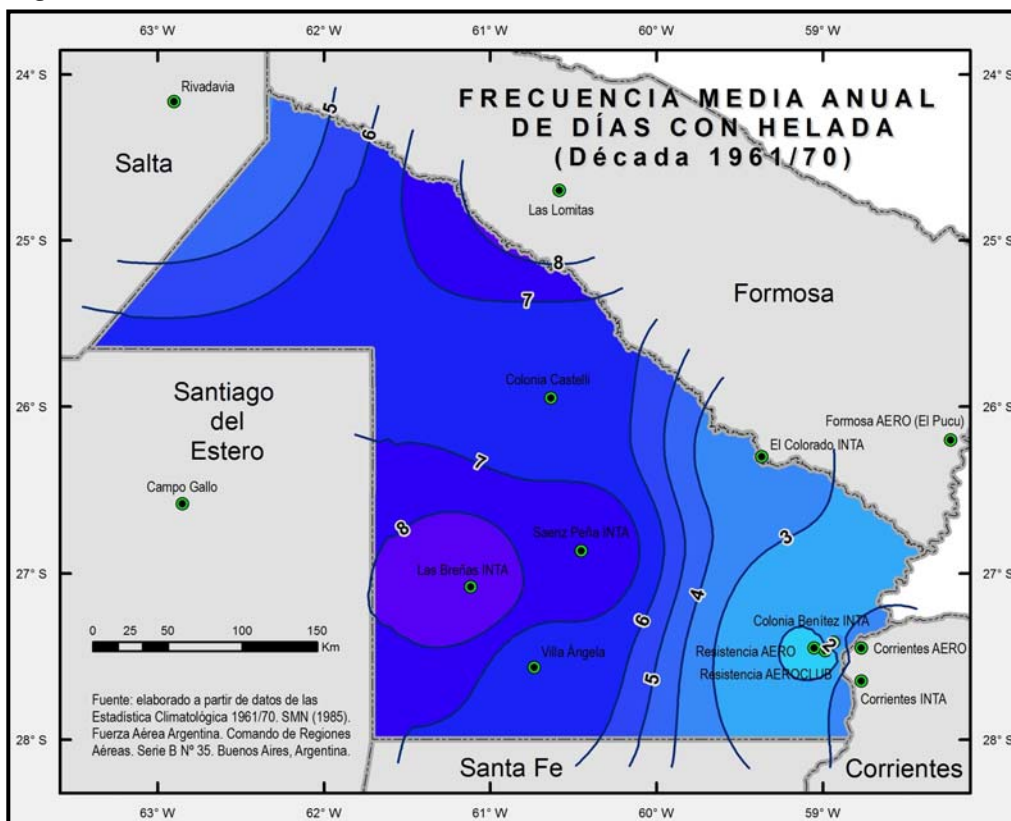 63° W 62° W 61° W 60° W 59° W
24° S 24° S
FRECUENCIA MEDIA ANUAL
DE DÍAS CON HELADA
(Década 1961/70)
Rivadavia
Salta
5
6
Las Lomitas
25° S 25° S
8
7
Formosa
Santiago
del
Estero
Colonia Castelli
26° S 26° S
Formosa AERO (El Pucu)
El Colorado INTA
7
Campo Gallo
8
Saenz Peña INTA
3
Las Breñas INTA
27° S 27° S
4
Colonia Benítez INTA
6
2
Resistencia AERO
Corrientes AERO
Villa Ángela
Resistencia AEROCLUB
5
Corrientes INTA
0 25 50 100 150
Km
Fuente: elaborado a partir de datos de las
Estadística Climatológica 1961/70. SMN (1985).
Fuerza Aérea Argentina. Comando de Regiones
Aéreas. Serie B Nº 35. Buenos Aires, Argentina.
28° S 28° S
Santa Fe
Corrientes
63° W 62° W 61° W 60° W 59° W